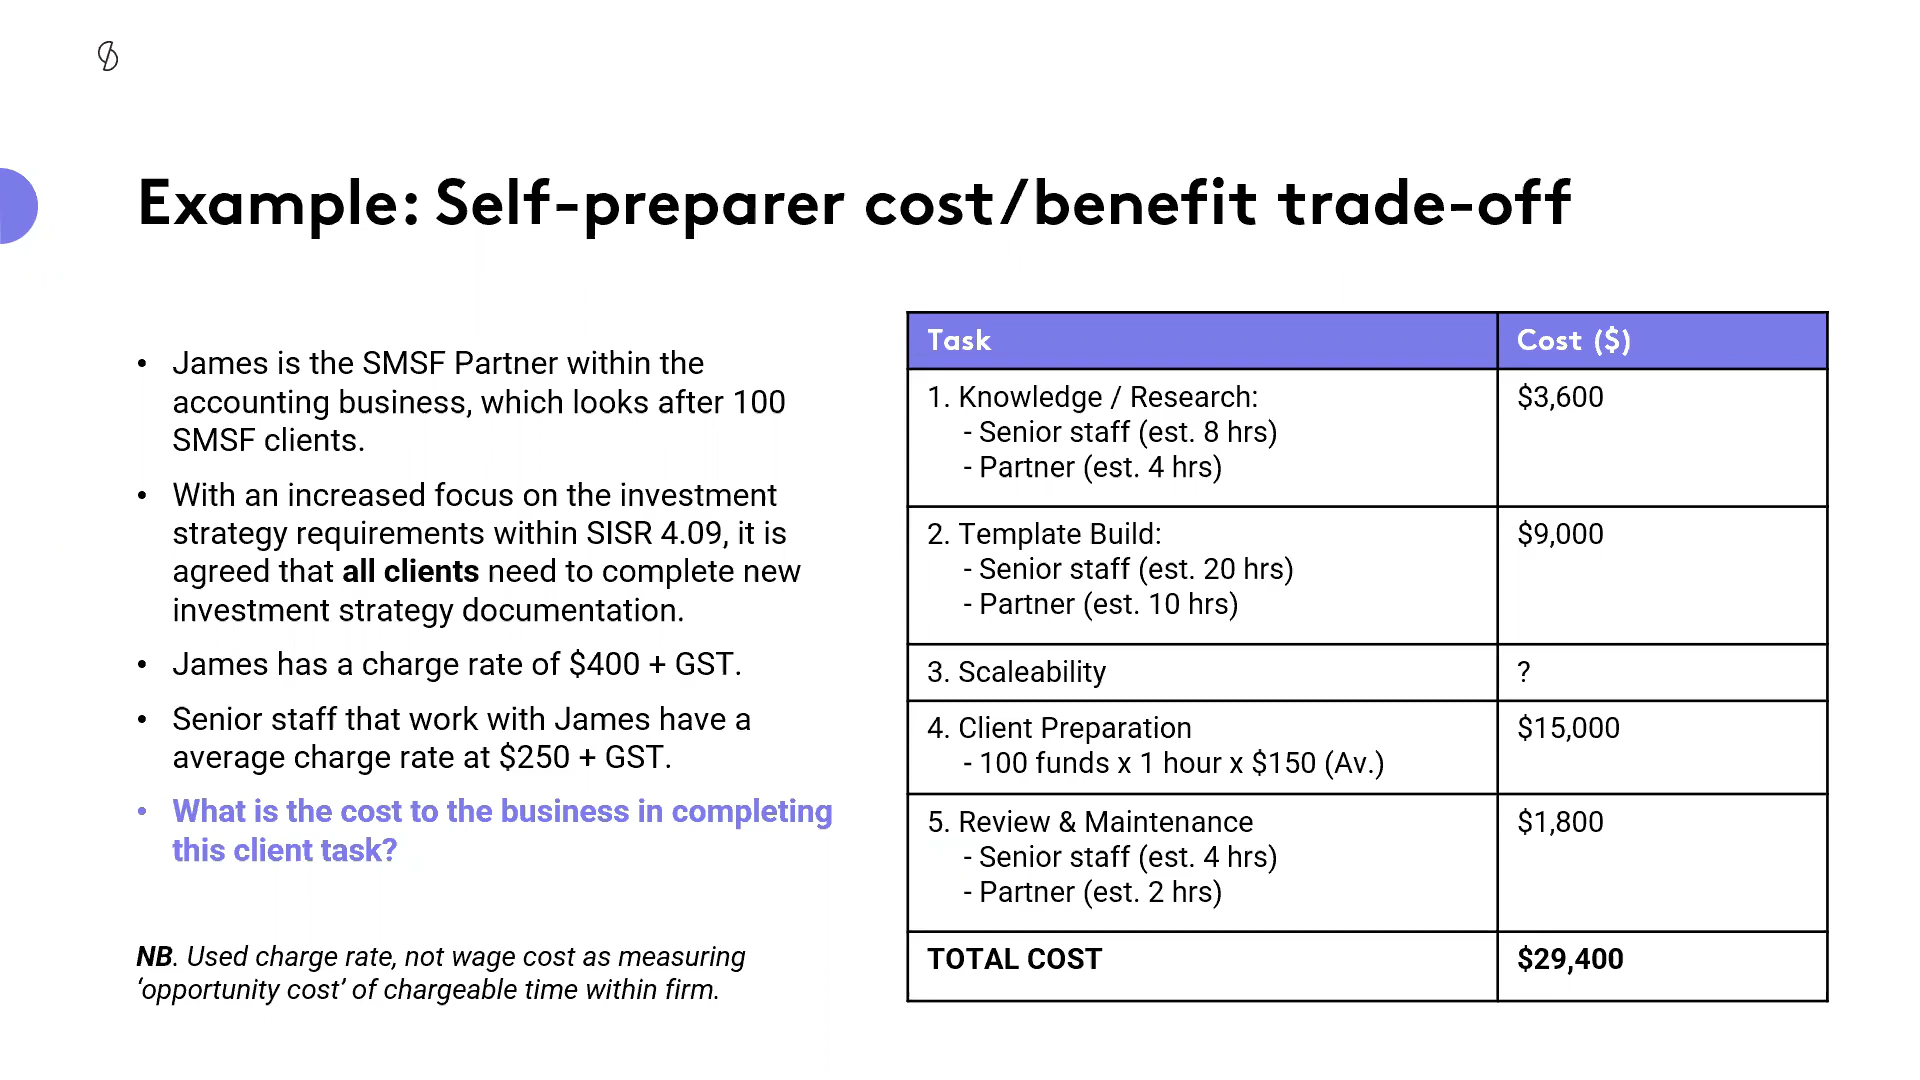 Example: Self-preparer cost/benefit trade-off
• James is the SMSF Partner within the
accounting business, which looks after 100
SMSF clients.
• With an increased focus on the investment
strategy requirements within SISR 4.09, it is
agreed that all clients need to complete new
investment strategy documentation.
• James has a charge rate of $400 + GST.
• Senior staff that work with James have a
average charge rate at $250 + GST.
• What is the cost to the business in completing
this client task?
NB. Used charge rate, not wage cost as measuring
‘opportunity cost’ of chargeable time within firm.
Task Cost ($)
1. Knowledge / Research: $3,600
- Senior staff (est. 8 hrs)
- Partner (est. 4 hrs)
2. Template Build: $9,000
- Senior staff (est. 20 hrs)
- Partner (est. 10 hrs)
3. Scaleability ?
4. Client Preparation $15,000
- 100 funds x 1 hour x $150 (Av.)
5. Review & Maintenance $1,800
- Senior staff (est. 4 hrs)
- Partner (est. 2 hrs)
TOTAL COST $29,400